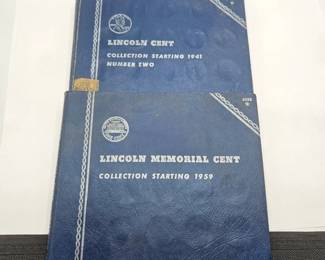 LINCOLN CENT
COLLECTION STARTING 1941
NUMBER TWO
LINCOLN MEMORIAL CENT
COLLECTION STARTING 1959